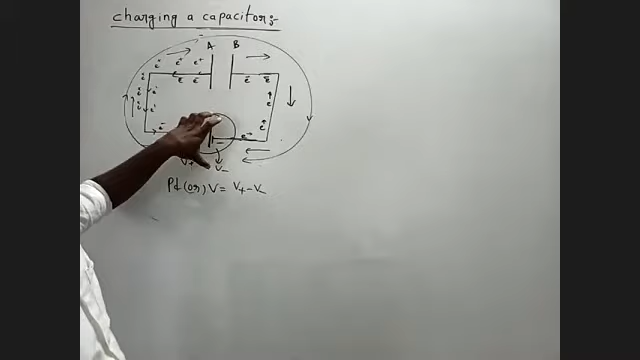 charging a capacitor:-
A B
e⁻ e⁻ e⁻
e⁻ e⁻ e⁻ e⁻
e⁻ e⁻ e⁻
V+ V-
Pd (or) V = V+ - V-